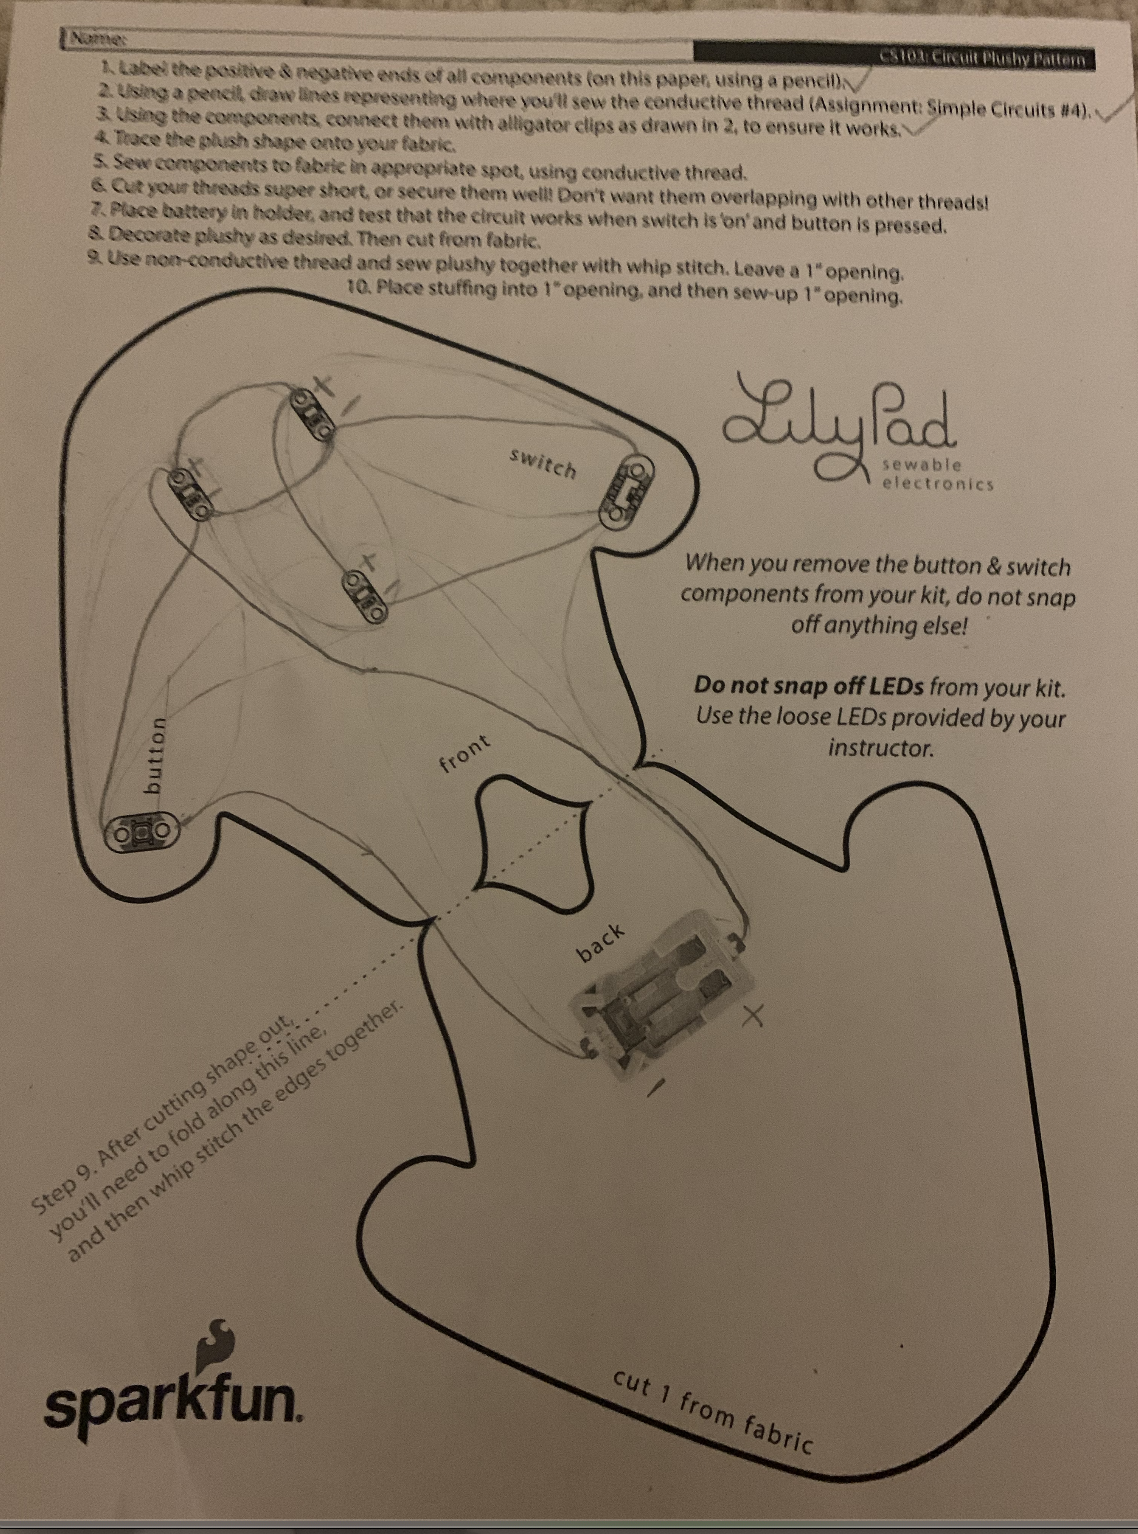 Name:
CS103: Circuit Plushy Pattern
1. Label the positive & negative ends of all components (on this paper, using a pencil).
2. Using a pencil, draw lines representing where you'll sew the conductive thread (Assignment: Simple Circuits #4).
3. Using the components, connect them with alligator clips as drawn in 2, to ensure it works.
4. Trace the plush shape onto your fabric.
5. Sew components to fabric in appropriate spot, using conductive thread.
6. Cut your threads super short, or secure them well! Don't want them overlapping with other threads!
7. Place battery in holder, and test that the circuit works when switch is 'on' and button is pressed.
8. Decorate plushy as desired. Then cut from fabric.
9. Use non-conductive thread and sew plushy together with whip stitch. Leave a 1" opening.
10. Place stuffing into 1" opening, and then sew-up 1" opening.
+
-
LilyPad
sewable
electronics
switch
+
-
+
-
When you remove the button & switch
components from your kit, do not snap
off anything else!
Do not snap off LEDs from your kit.
Use the loose LEDs provided by your
instructor.
button
front
back
+
-
Step 9. After cutting shape out,
you'll need to fold along this line,
and then whip stitch the edges together.
sparkfun.
cut 1 from fabric